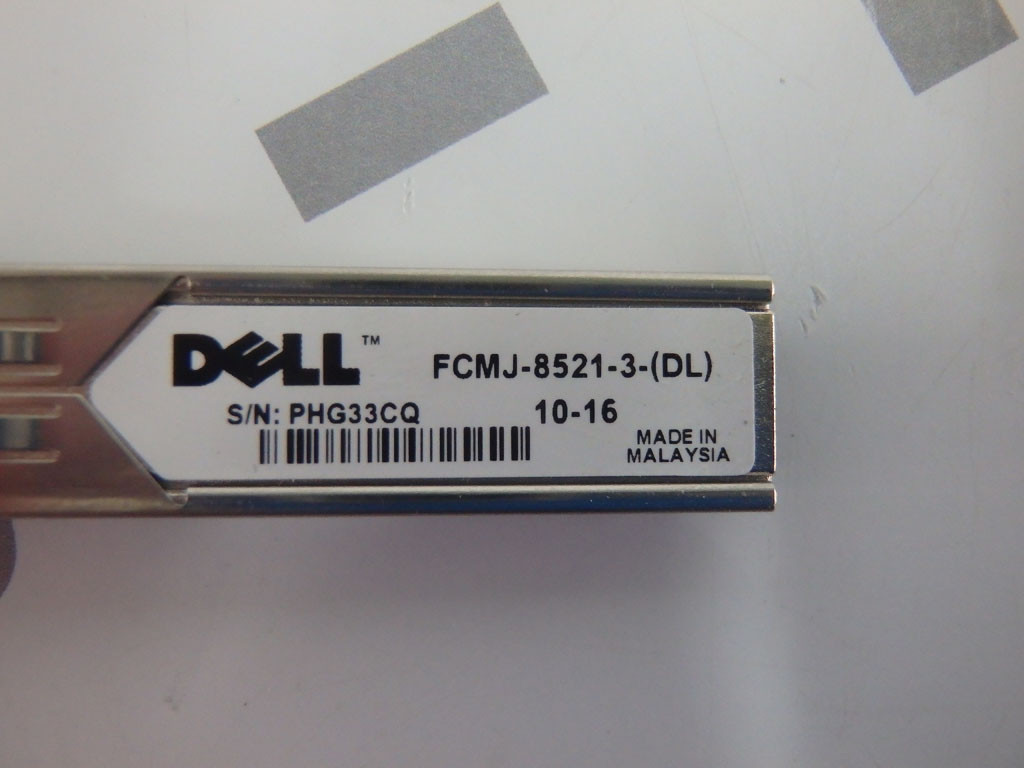 DELL™ FCMJ-8521-3-(DL)
S/N: PHG33CQ 10-16
MADE IN
MALAYSIA